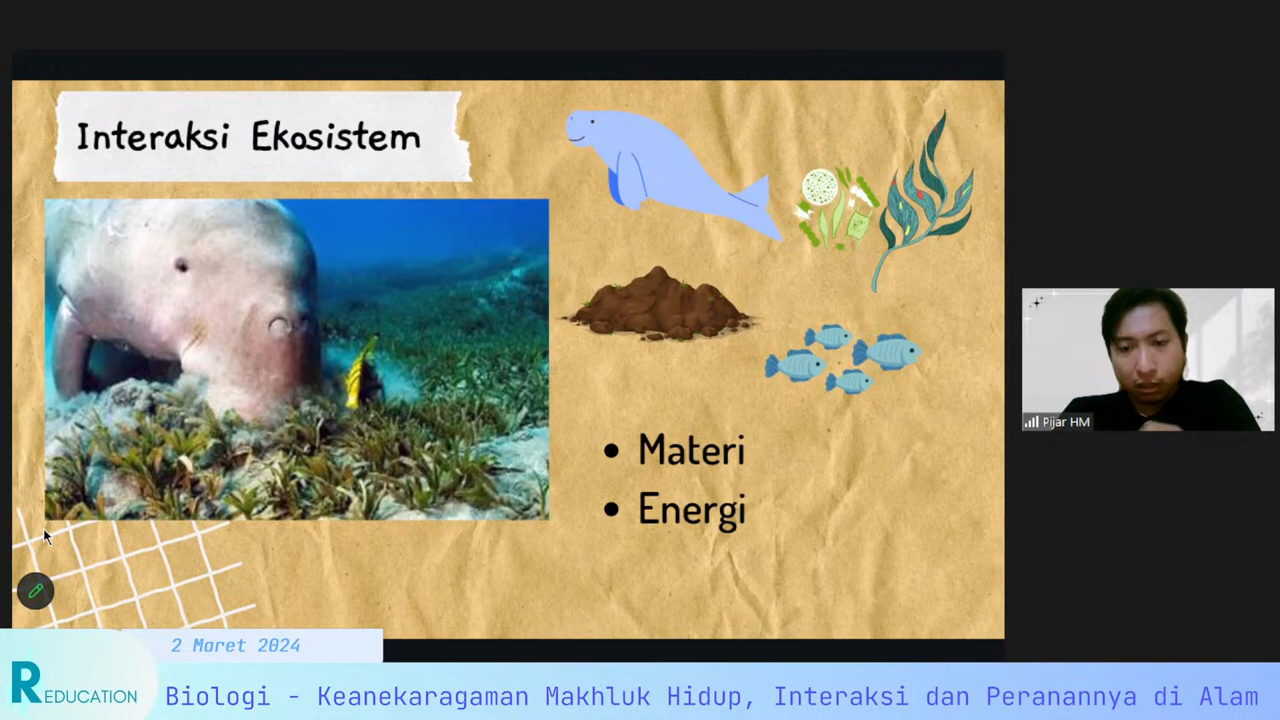 Interaksi Ekosistem
• Materi
• Energi
Pijar HM
2 Maret 2024
REDUCATION
Biologi - Keanekaragaman Makhluk Hidup, Interaksi dan Peranannya di Alam